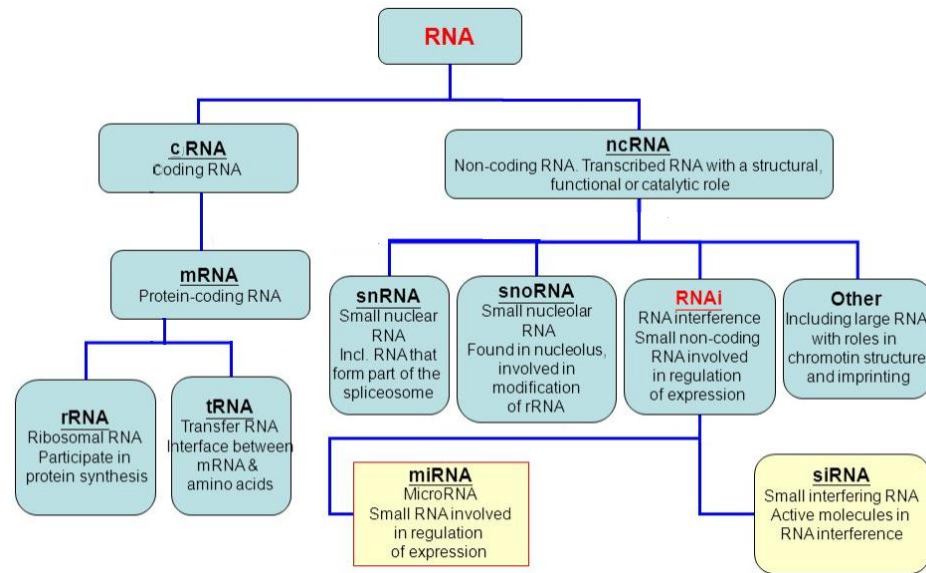 RNA
c RNA
Coding RNA
ncRNA
Non-coding RNA. Transcribed RNA with a structural,
functional or catalytic role
mRNA
Protein-coding RNA
snRNA
Small nuclear
RNA
Incl. RNA that
form part of the
spliceosome
snoRNA
Small nucleolar
RNA
Found in nucleolus,
involved in
modification
of rRNA
RNAi
RNA interference
Small non-coding
RNA involved
in regulation
of expression
Other
Including large RNA
with roles in
chromotin structure
and imprinting
rRNA
Ribosomal RNA
Participate in
protein synthesis
tRNA
Transfer RNA
Interface between
mRNA &
amino acids
miRNA
MicroRNA
Small RNA involved
in regulation
of expression
siRNA
Small interfering RNA
Active molecules in
RNA interference